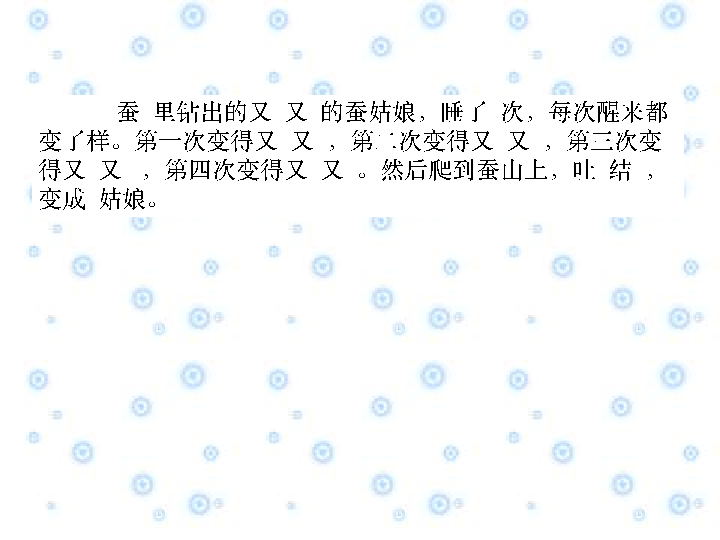 蚕 里钻出的又 又 的蚕姑娘，睡了 次，每次醒来都
变了样。第一次变得又 又 ，第二次变得又 又 ，第三次变
得又 又 ，第四次变得又 又 。然后爬到蚕山上，吐 结 ，
变成 姑娘。